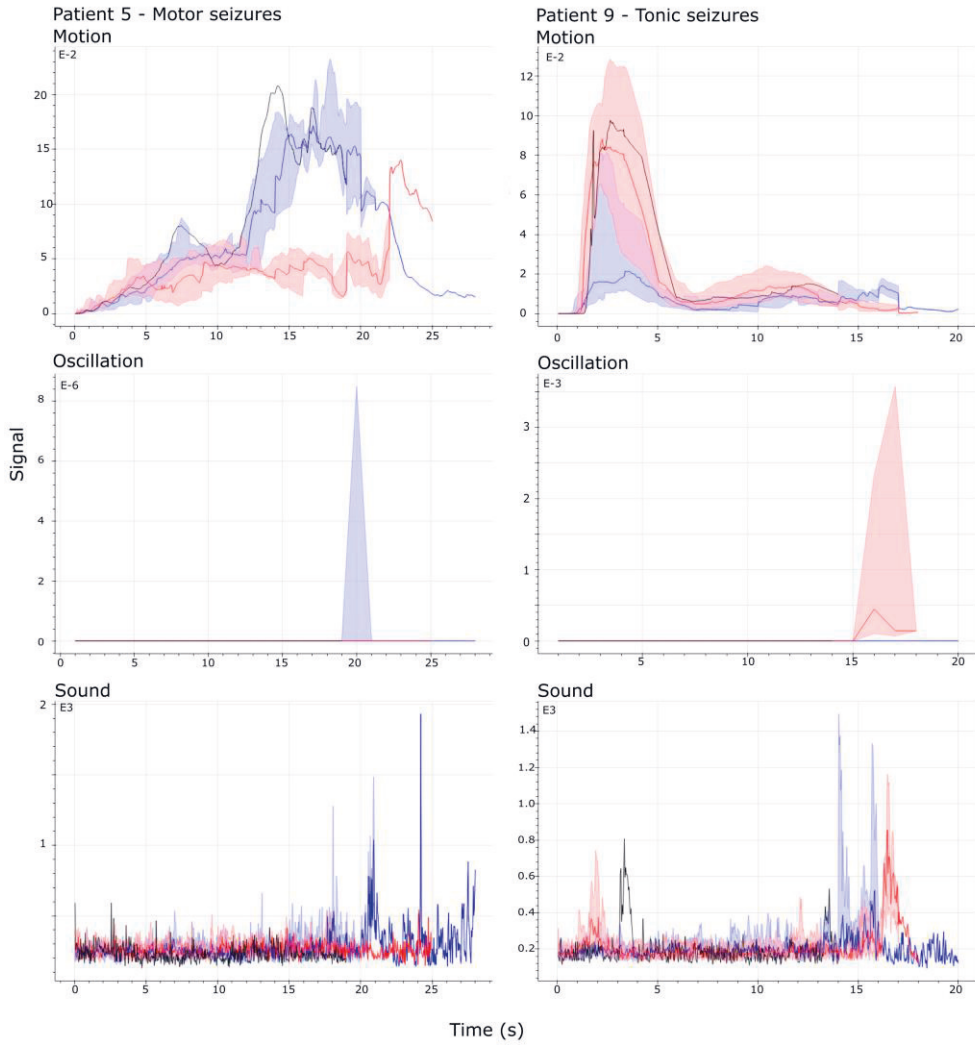 Patient 5 - Motor seizures
Motion
E-2
20
15
10
5
0
0 5 10 15 20 25
Patient 9 - Tonic seizures
Motion
E-2
12
10
8
6
4
2
0
0 5 10 15 20
Oscillation
E-6
8
6
4
2
0
0 5 10 15 20 25
Oscillation
E-3
3
2
1
0
5 10 15 20
Signal
Sound
E3
2
1
0 5 10 15 20 25
Sound
E3
1.4
1.2
1.0
0.8
0.6
0.4
0.2
0 5 10 15 20
Time (s)